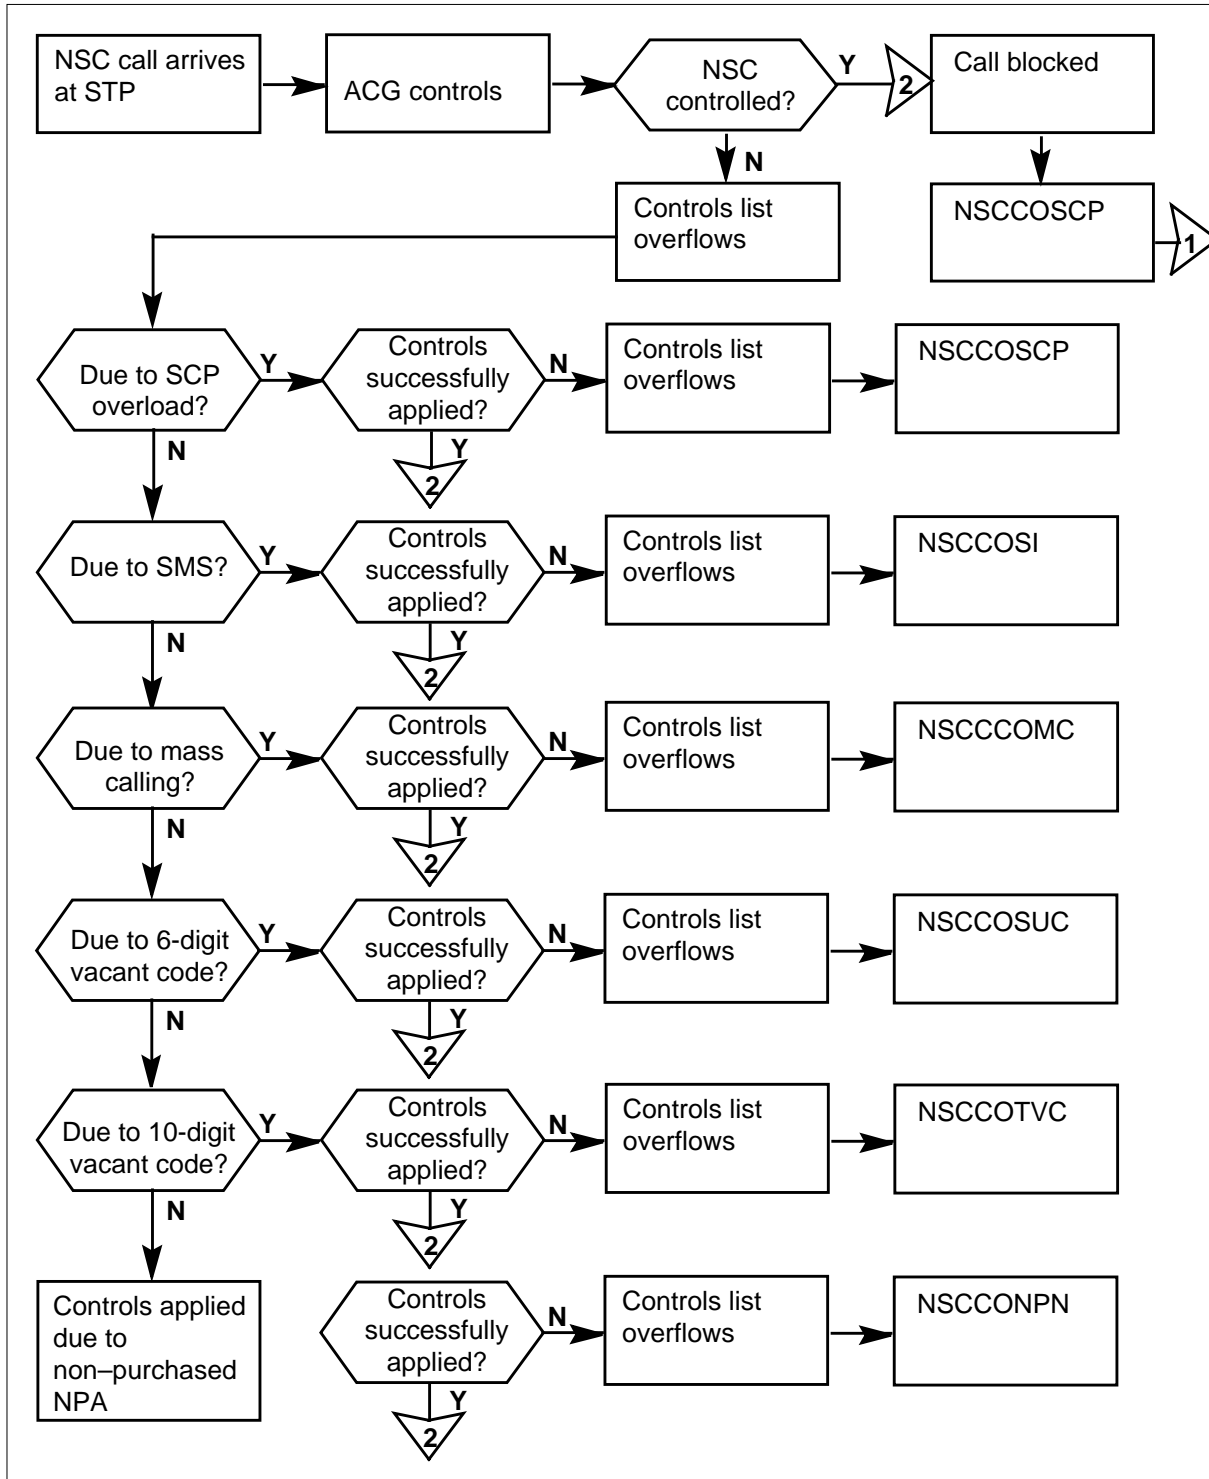 NSC call arrives
at STP
ACG controls
NSC
controlled?
Y
2
Call blocked
N
Controls list
overflows
NSCCOSCP
1
Due to SCP
overload?
Y
Controls
successfully
applied?
N
Controls list
overflows
NSCCOSCP
N
Y
2
Due to SMS?
Y
Controls
successfully
applied?
N
Controls list
overflows
NSCCOSI
N
Y
2
Due to mass
calling?
Y
Controls
successfully
applied?
N
Controls list
overflows
NSCCCOMC
N
Y
2
Due to 6-digit
vacant code?
Y
Controls
successfully
applied?
N
Controls list
overflows
NSCCOSUC
N
Y
2
Due to 10-digit
vacant code?
Y
Controls
successfully
applied?
N
Controls list
overflows
NSCCOTVC
N
Y
2
Controls applied
due to
non–purchased
NPA
Controls
successfully
applied?
N
Controls list
overflows
NSCCONPN
Y
2